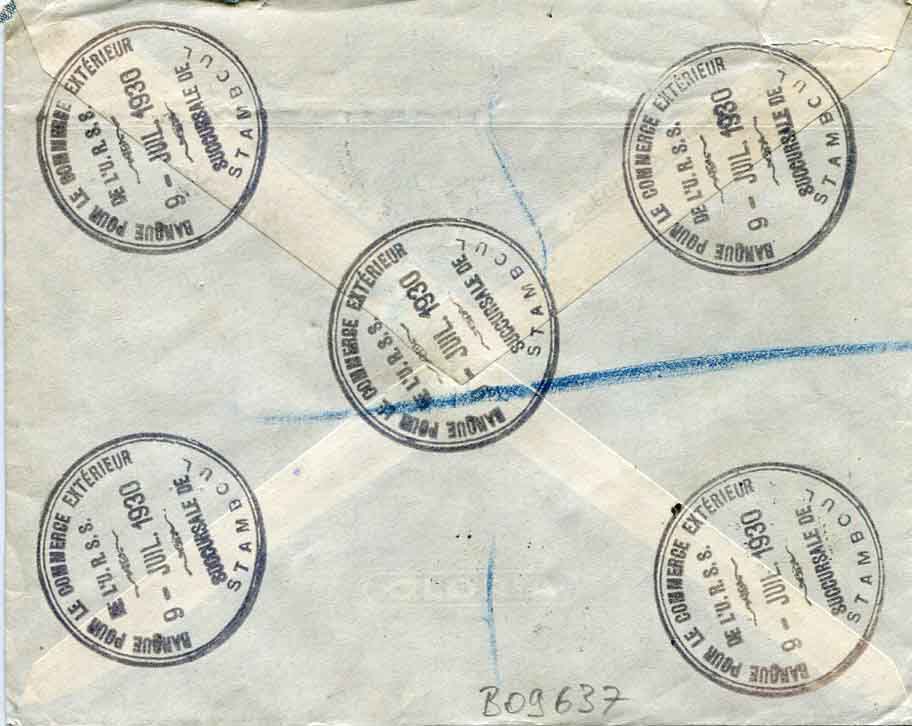 BANQUE POUR LE COMMERCE EXTÉRIEUR
DE L'U.R.S.S.
9 - JUIL 1930
SUCCURSALE DE
STAMBOUL
BANQUE POUR LE COMMERCE EXTÉRIEUR
DE L'U.R.S.S.
9 - JUIL 1930
SUCCURSALE DE
STAMBOUL
BANQUE POUR LE COMMERCE EXTÉRIEUR
DE L'U.R.S.S.
9 - JUIL 1930
SUCCURSALE DE
STAMBOUL
BANQUE POUR LE COMMERCE EXTÉRIEUR
DE L'U.R.S.S.
9 - JUIL 1930
SUCCURSALE DE
STAMBOUL
BANQUE POUR LE COMMERCE EXTÉRIEUR
DE L'U.R.S.S.
9 - JUIL 1930
SUCCURSALE DE
STAMBOUL
B09637